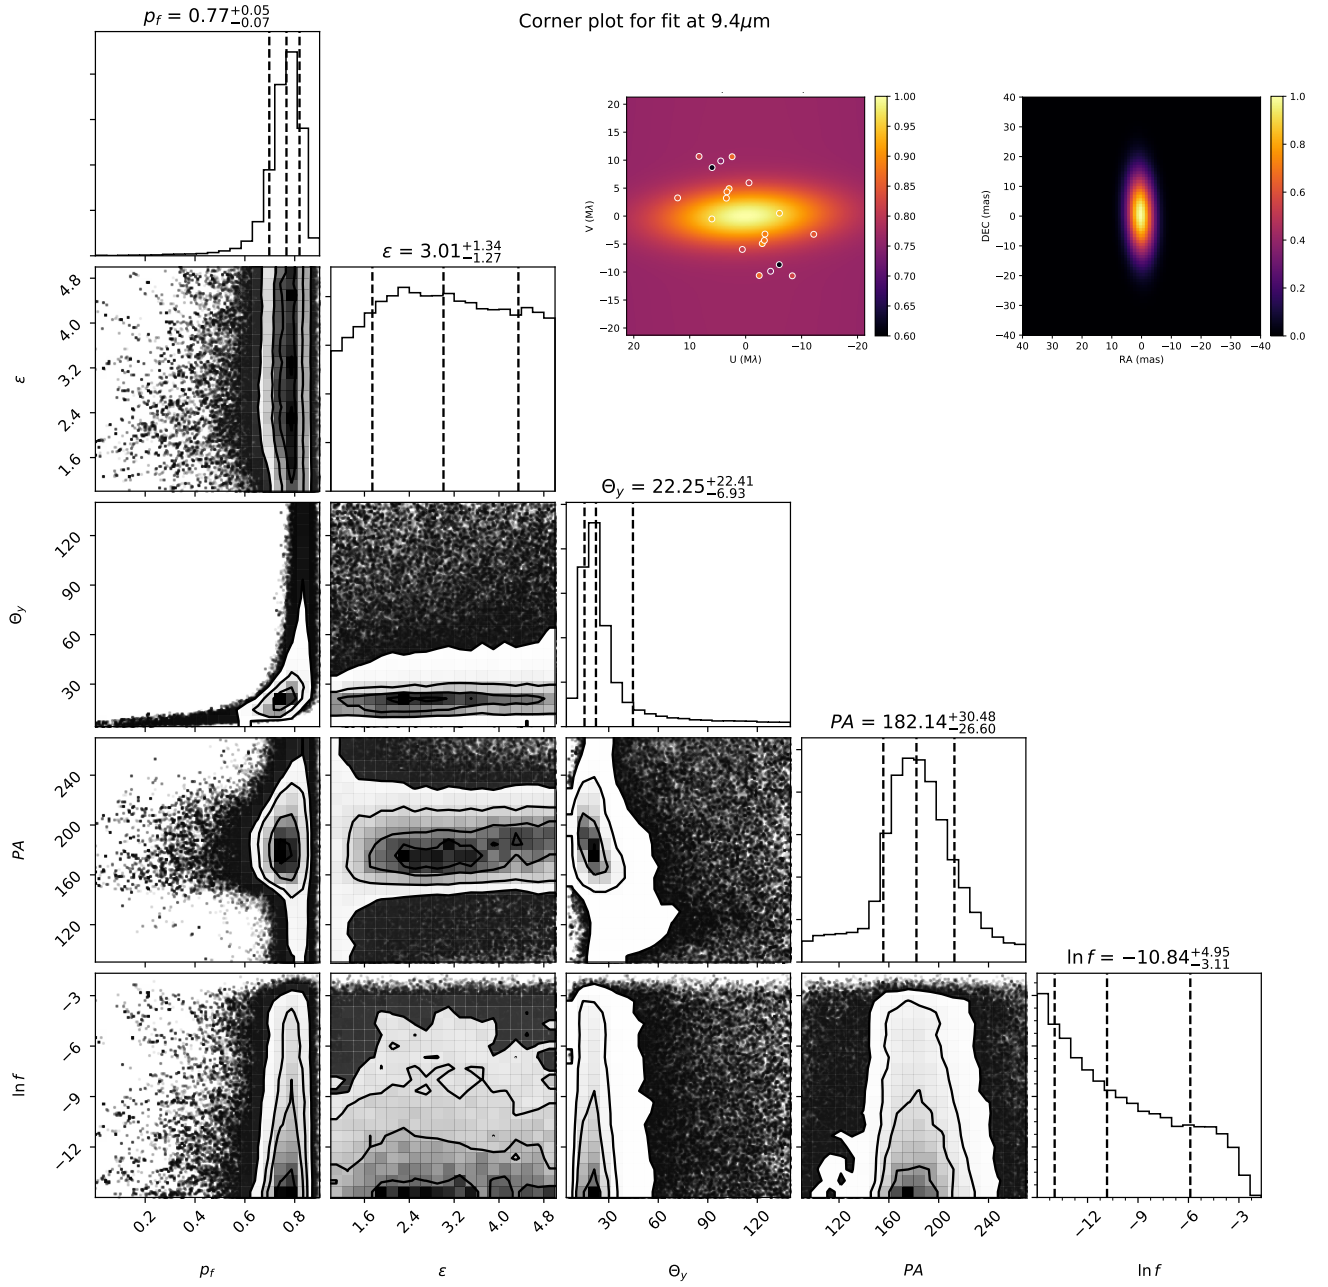 Corner plot for fit at 9.4μm
p_f = 0.77^{+0.05}_{-0.07}
ε = 3.01^{+1.34}_{-1.27}
Θ_y = 22.25^{+22.41}_{-6.93}
PA = 182.14^{+30.48}_{-26.60}
ln f = −10.84^{+4.95}_{-3.11}
20
15
10
5
0
−5
−10
−15
−20
V (Mλ)
20 10 0 −10 −20
U (Mλ)
1.00
0.95
0.90
0.85
0.80
0.75
0.70
0.65
0.60
40
30
20
10
0
−10
−20
−30
−40
DEC (mas)
40 30 20 10 0 −10 −20 −30 −40
RA (mas)
1.0
0.8
0.6
0.4
0.2
0.0
4.8
4.0
3.2
2.4
1.6
ε
120
90
60
30
Θ_y
240
200
160
120
PA
−3
−6
−9
−12
ln f
0.2 0.4 0.6 0.8
1.6 2.4 3.2 4.0 4.8
30 60 90 120
120 160 200 240
−12 −9 −6 −3
p_f
ε
Θ_y
PA
ln f